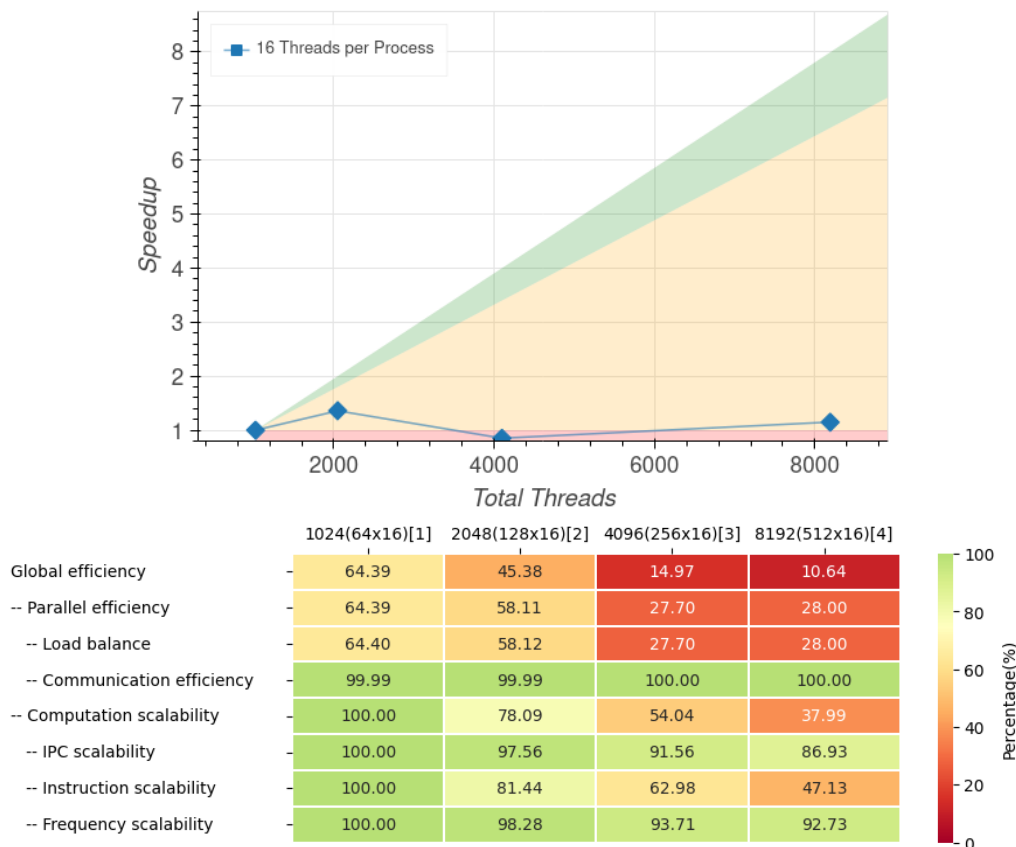 16 Threads per Process
8
7
6
5
4
3
2
1
Speedup
2000 4000 6000 8000
Total Threads
1024(64x16)[1] 2048(128x16)[2] 4096(256x16)[3] 8192(512x16)[4]
Global efficiency 64.39 45.38 14.97 10.64
-- Parallel efficiency 64.39 58.11 27.70 28.00
-- Load balance 64.40 58.12 27.70 28.00
-- Communication efficiency 99.99 99.99 100.00 100.00
-- Computation scalability 100.00 78.09 54.04 37.99
-- IPC scalability 100.00 97.56 91.56 86.93
-- Instruction scalability 100.00 81.44 62.98 47.13
-- Frequency scalability 100.00 98.28 93.71 92.73
100
80
60
40
20
0
Percentage(%)